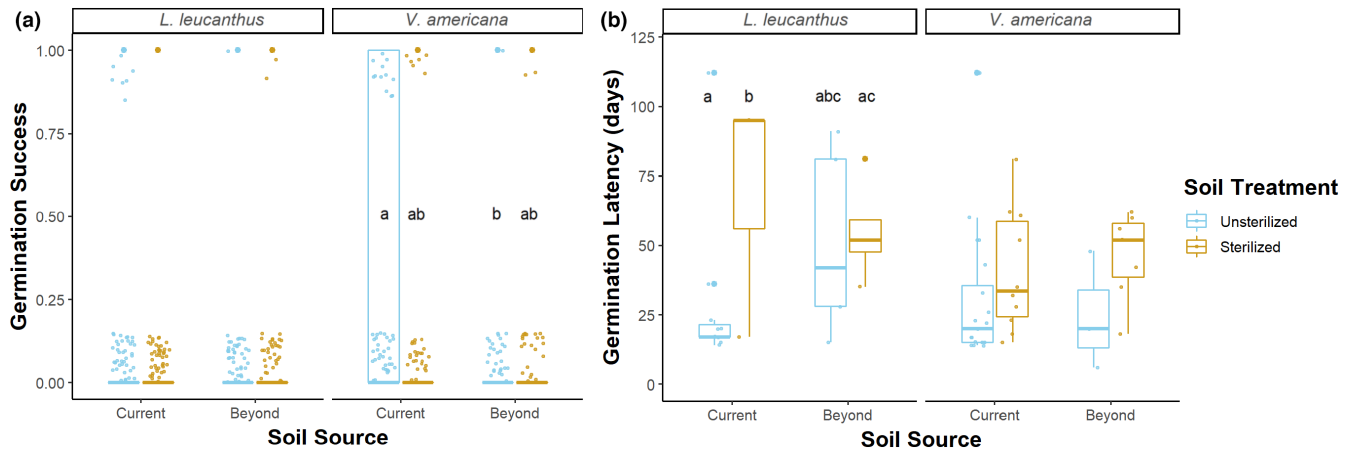 (a)
L. leucanthus
V. americana
Germination Success
1.00
0.75
0.50
0.25
0.00
a
ab
b
ab
Current
Beyond
Current
Beyond
Soil Source
(b)
L. leucanthus
V. americana
Germination Latency (days)
125
100
75
50
25
0
a
b
abc
ac
Current
Beyond
Current
Beyond
Soil Source
Soil Treatment
Unsterilized
Sterilized